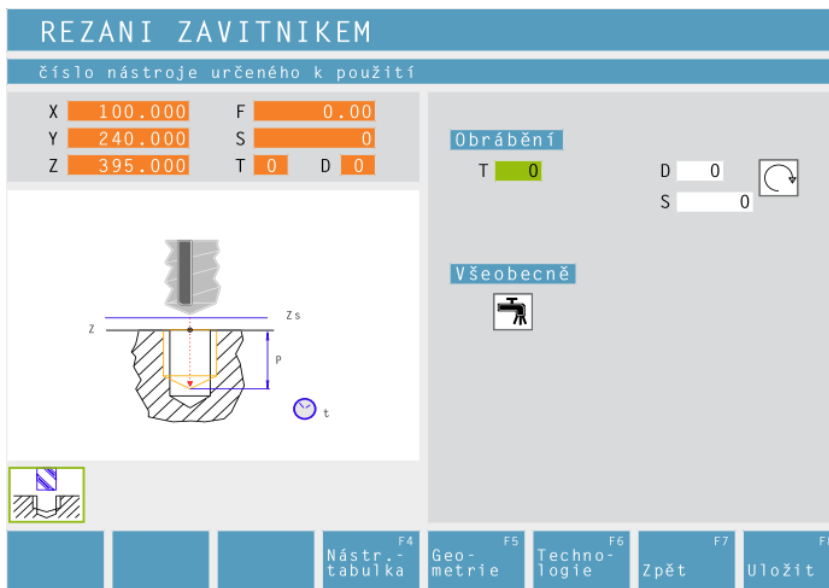 REZANI ZAVITNIKEM
číslo nástroje určeného k použití
X 100.000 F 0.00
Y 240.000 S 0
Z 395.000 T 0 D 0
Obrábění
T 0 D 0
S 0
Všeobecně
Zs
Z
P
t
F4 F5 F6 F7
Nástr.- Geo- Techno-
tabulka metrie logie Zpět Uložit